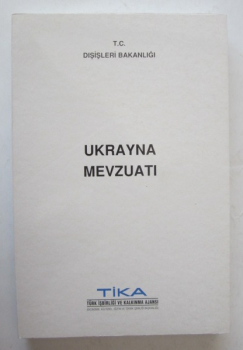 T.C.
DIŞİŞLERİ BAKANLIĞI
UKRAYNA
MEVZUATI
TİKA
TÜRK İŞBİRLİĞİ VE KALKINMA AJANSI